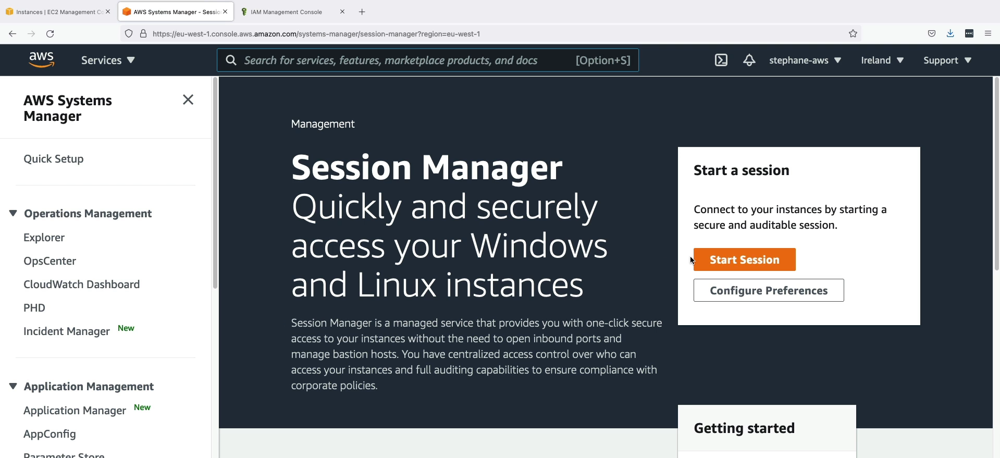 Instances | EC2 Management Co
AWS Systems Manager - Session
IAM Management Console
https://eu-west-1.console.aws.amazon.com/systems-manager/session-manager?region=eu-west-1
aws
Services
Search for services, features, marketplace products, and docs
[Option+S]
stephane-aws
Ireland
Support
AWS Systems
Manager
Quick Setup
Operations Management
Explorer
OpsCenter
CloudWatch Dashboard
PHD
Incident Manager New
Application Management
Application Manager New
AppConfig
Parameter Store
Management
Session Manager
Quickly and securely
access your Windows
and Linux instances
Session Manager is a managed service that provides you with one-click secure
access to your instances without the need to open inbound ports and
manage bastion hosts. You have centralized access control over who can
access your instances and full auditing capabilities to ensure compliance with
corporate policies.
Start a session
Connect to your instances by starting a
secure and auditable session.
Start Session
Configure Preferences
Getting started